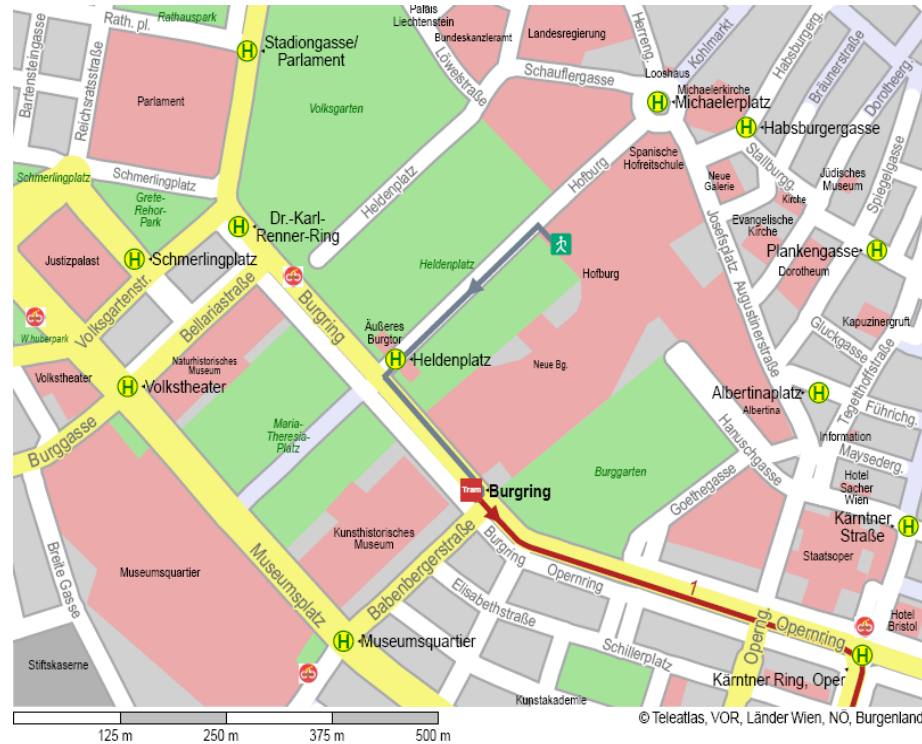 Rath. pl.
Rathauspark
Palais
Liechtenstein
Bundeskanzleramt
Landesregierung
Herreng.
Kohlmarkt
Habsburgerg.
Bräunerstraße
Dorotheerg.
Bartensteingasse
Reichsratsstraße
H
Stadiongasse/
Parlament
Löwelstraße
Schauflergasse
Looshaus
Michaelerkirche
Parlament
Volksgarten
H
Michaelerplatz
H
Habsburgergasse
Spiegelgasse
Schmerlingplatz
Schmerlingplatz
Heldenplatz
Hofburg
Spanische
Hofreitschule
Stallburgg.
Neue
Galerie
Kirche
Jüdisches
Museum
Grete-
Rehor-
Park
H
Dr.-Karl-
Renner-Ring
Evangelische
Kirche
Josefsplatz
H
Plankengasse
Justizpalast
H
Schmerlingplatz
Heldenplatz
Hofburg
Dorotheum
Volksgartenstr.
Bellariastraße
Burgring
Augustinerstraße
Kapuzinergruft
Gluckgasse
W.huberpark
Äußeres
Burgtor
H
Heldenplatz
Neue Bg.
Tegetthoffstraße
Volkstheater
H
Volkstheater
Naturhistorisches
Museum
Albertinaplatz
H
Albertina
Führichg.
Burggasse
Maria-
Theresia-
Platz
Hanuschgasse
Information
Maysederg.
Burggarten
Goethegasse
Hotel
Sacher
Wien
Tram
Burgring
Kärntner
Straße
H
Staatsoper
Kunsthistorisches
Museum
Burgring
Opernring
1
Breite Gasse
Museumsquartier
Museumsplatz
Babenbergerstraße
Elisabethstraße
Operng.
Opernring
Hotel
Bristol
H
Museumsquartier
Schillerplatz
H
Kärntner Ring, Oper
Stiftskaserne
Kunstakademie
125 m
250 m
375 m
500 m
© Teleatlas, VOR, Länder Wien, NÖ, Burgenland